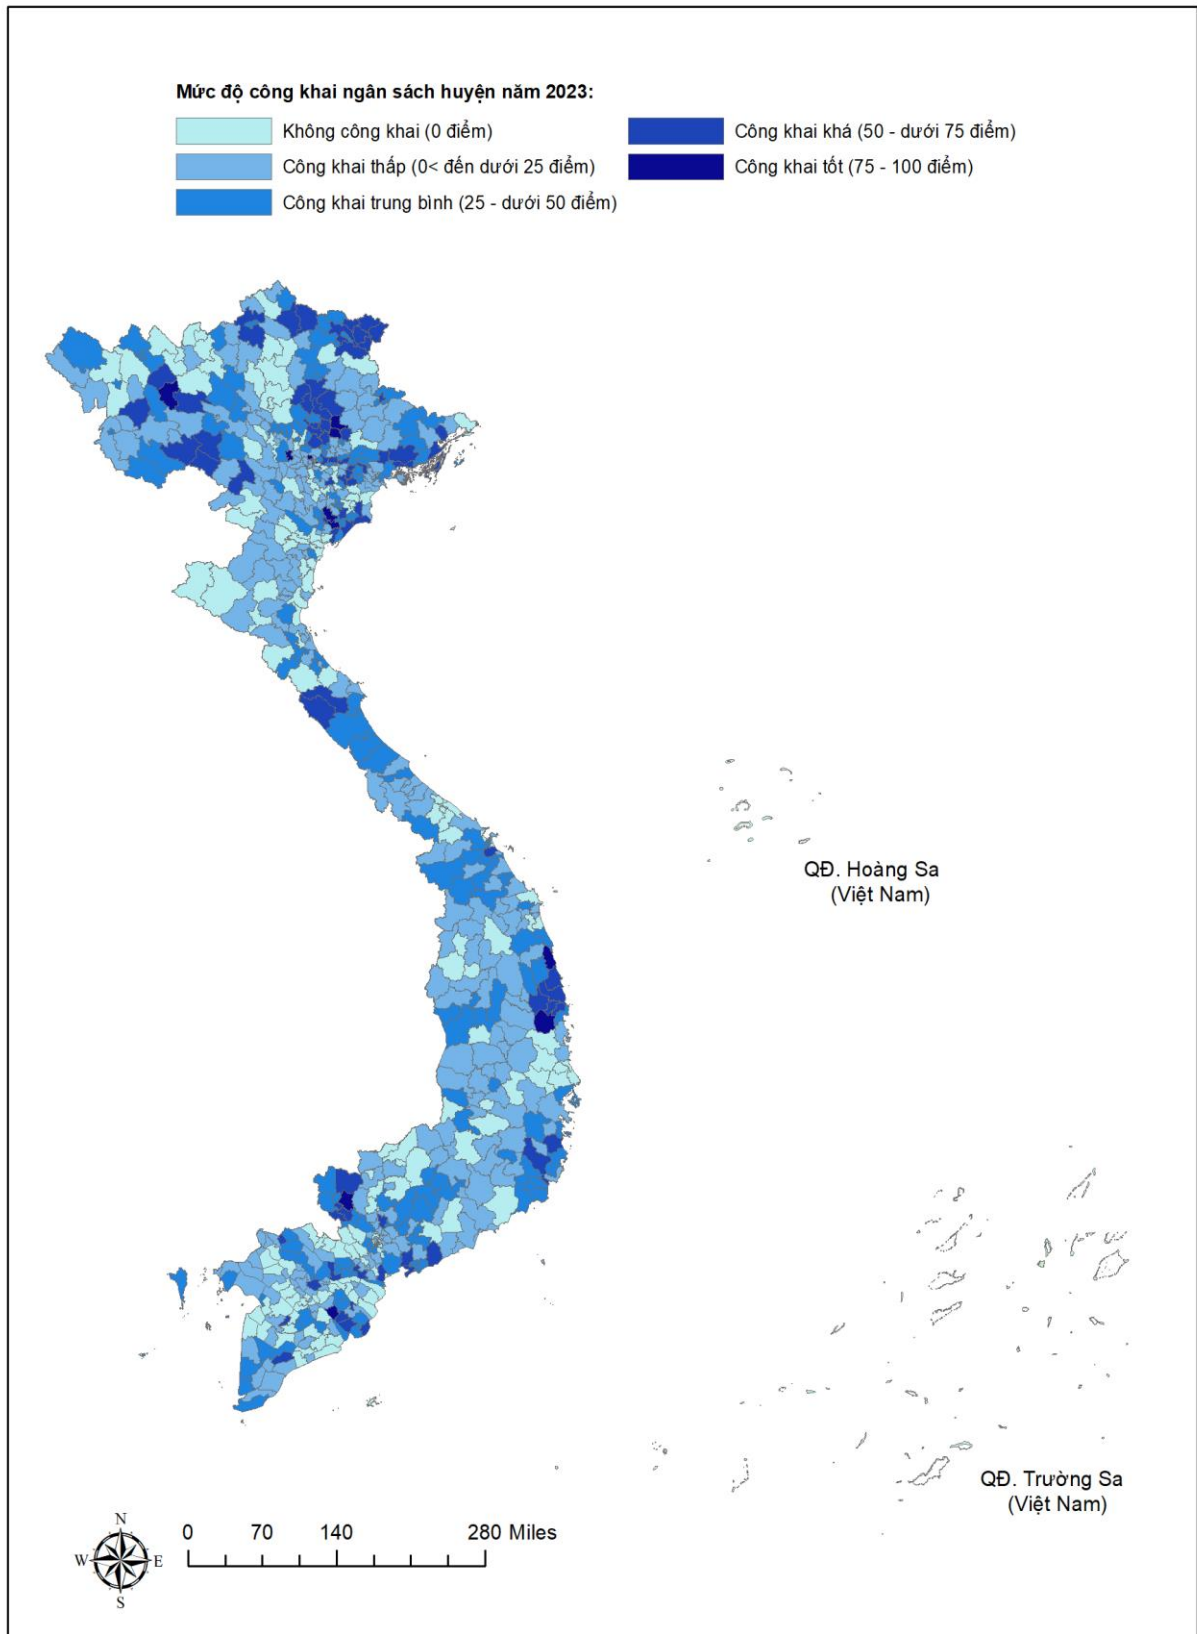 Mức độ công khai ngân sách huyện năm 2023:
Không công khai (0 điểm)
Công khai thấp (0< đến dưới 25 điểm)
Công khai trung bình (25 - dưới 50 điểm)
Công khai khá (50 - dưới 75 điểm)
Công khai tốt (75 - 100 điểm)
QĐ. Hoàng Sa
(Việt Nam)
QĐ. Trường Sa
(Việt Nam)
N
W E
S
0 70 140 280 Miles